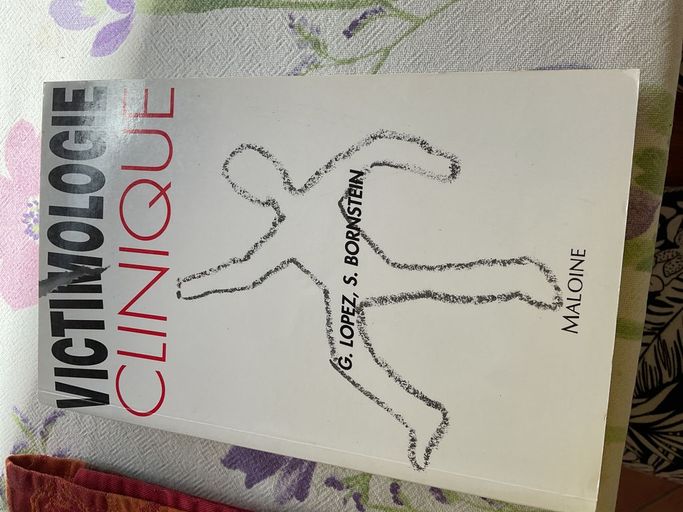 VICTIMOLOGIE
CLINIQUE
G. LOPEZ, S. BORNSTEIN
MALOINE